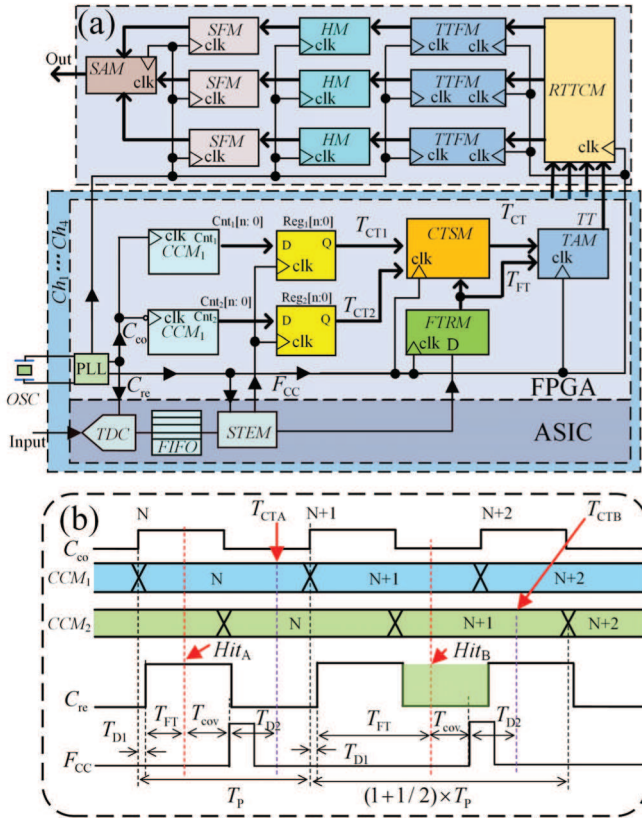 (a)
SFM HM TTFM
clk clk clk
Out
SAM
clk
RTTCM
SFM HM TTFM
clk clk clk
SFM HM TTFM
clk clk clk clk
Ch1 ... Ch4
Cnt1[n: 0] Reg1[n:0]
clk Cnt1
CCM1
D Q
clk
TCT1
CTSM
clk
TCT
TT
TAM
clk
TFT
Cnt2[n: 0] Reg2[n:0]
clk Cnt2
CCM1
D Q
clk
TCT2
FTRM
clk D
Cco
PLL
OSC
Cre
FCC
FPGA
Input
TDC
FIFO
STEM
ASIC
(b)
N TCTA N+1 N+2 TCTB
Cco
CCM1 N N+1 N+2
CCM2 N N+1 N+2
HitA HitB
Cre
TD1 TFT Tcov TD2 TFT Tcov TD2
FCC TD1
TP (1+1/2)×TP